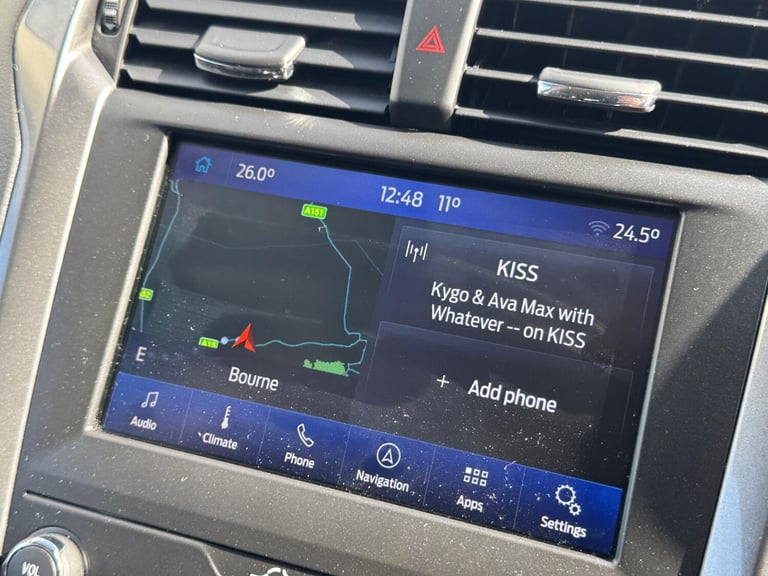 26.0°
12:48 11°
24.5°
A151
KISS
Kygo & Ava Max with
Whatever -- on KISS
E
Bourne
+ Add phone
Audio
Climate
Phone
Navigation
Apps
Settings
VOL